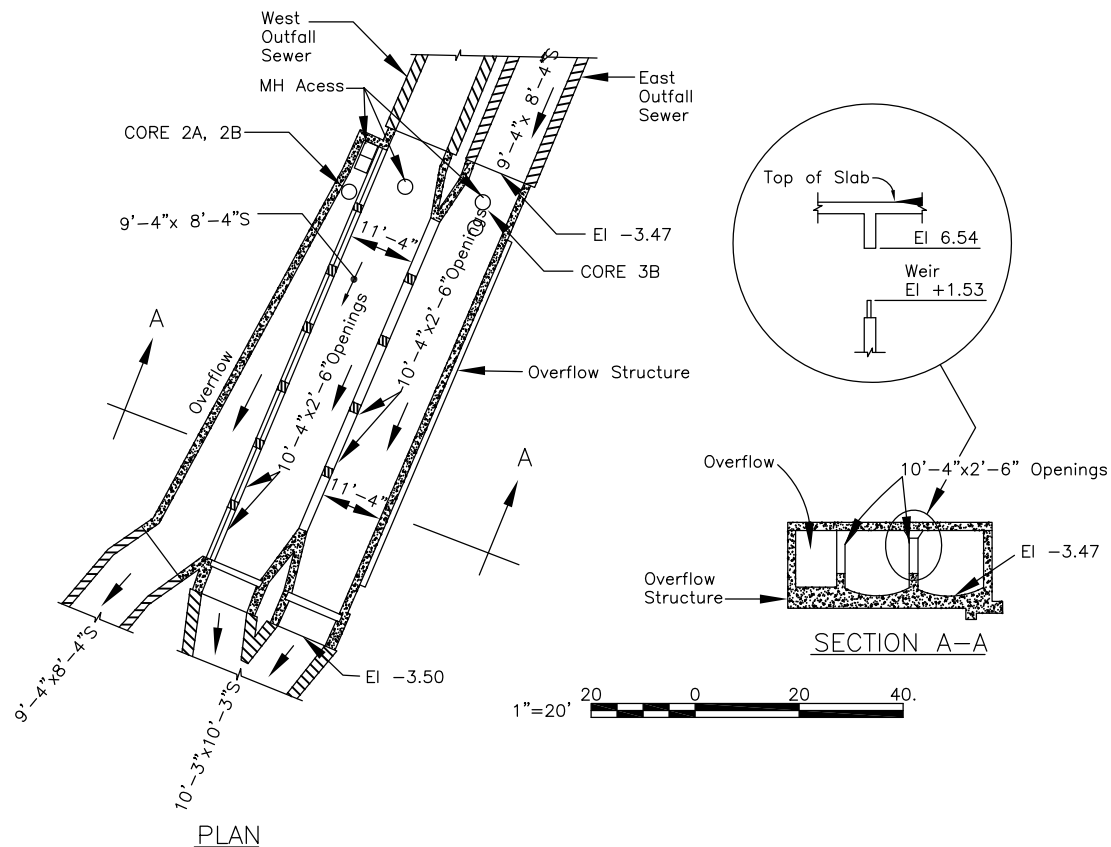 West
Outfall
Sewer
MH Acess
CORE 2A, 2B
9'-4"x 8'-4"S
9'-4"x 8'-4"S
East
Outfall
Sewer
11'-4"
El -3.47
CORE 3B
10'-4"x2'-6"Openings
10'-4"x2'-6"Openings
Overflow
Overflow Structure
A
A
11'-4"
El -3.50
9'-4"x8'-4"S
10'-3"x10'-3"S
PLAN
Top of Slab
El 6.54
Weir
El +1.53
Overflow
10'-4"x2'-6" Openings
El -3.47
Overflow
Structure
SECTION A-A
1"=20'
20 0 20 40.